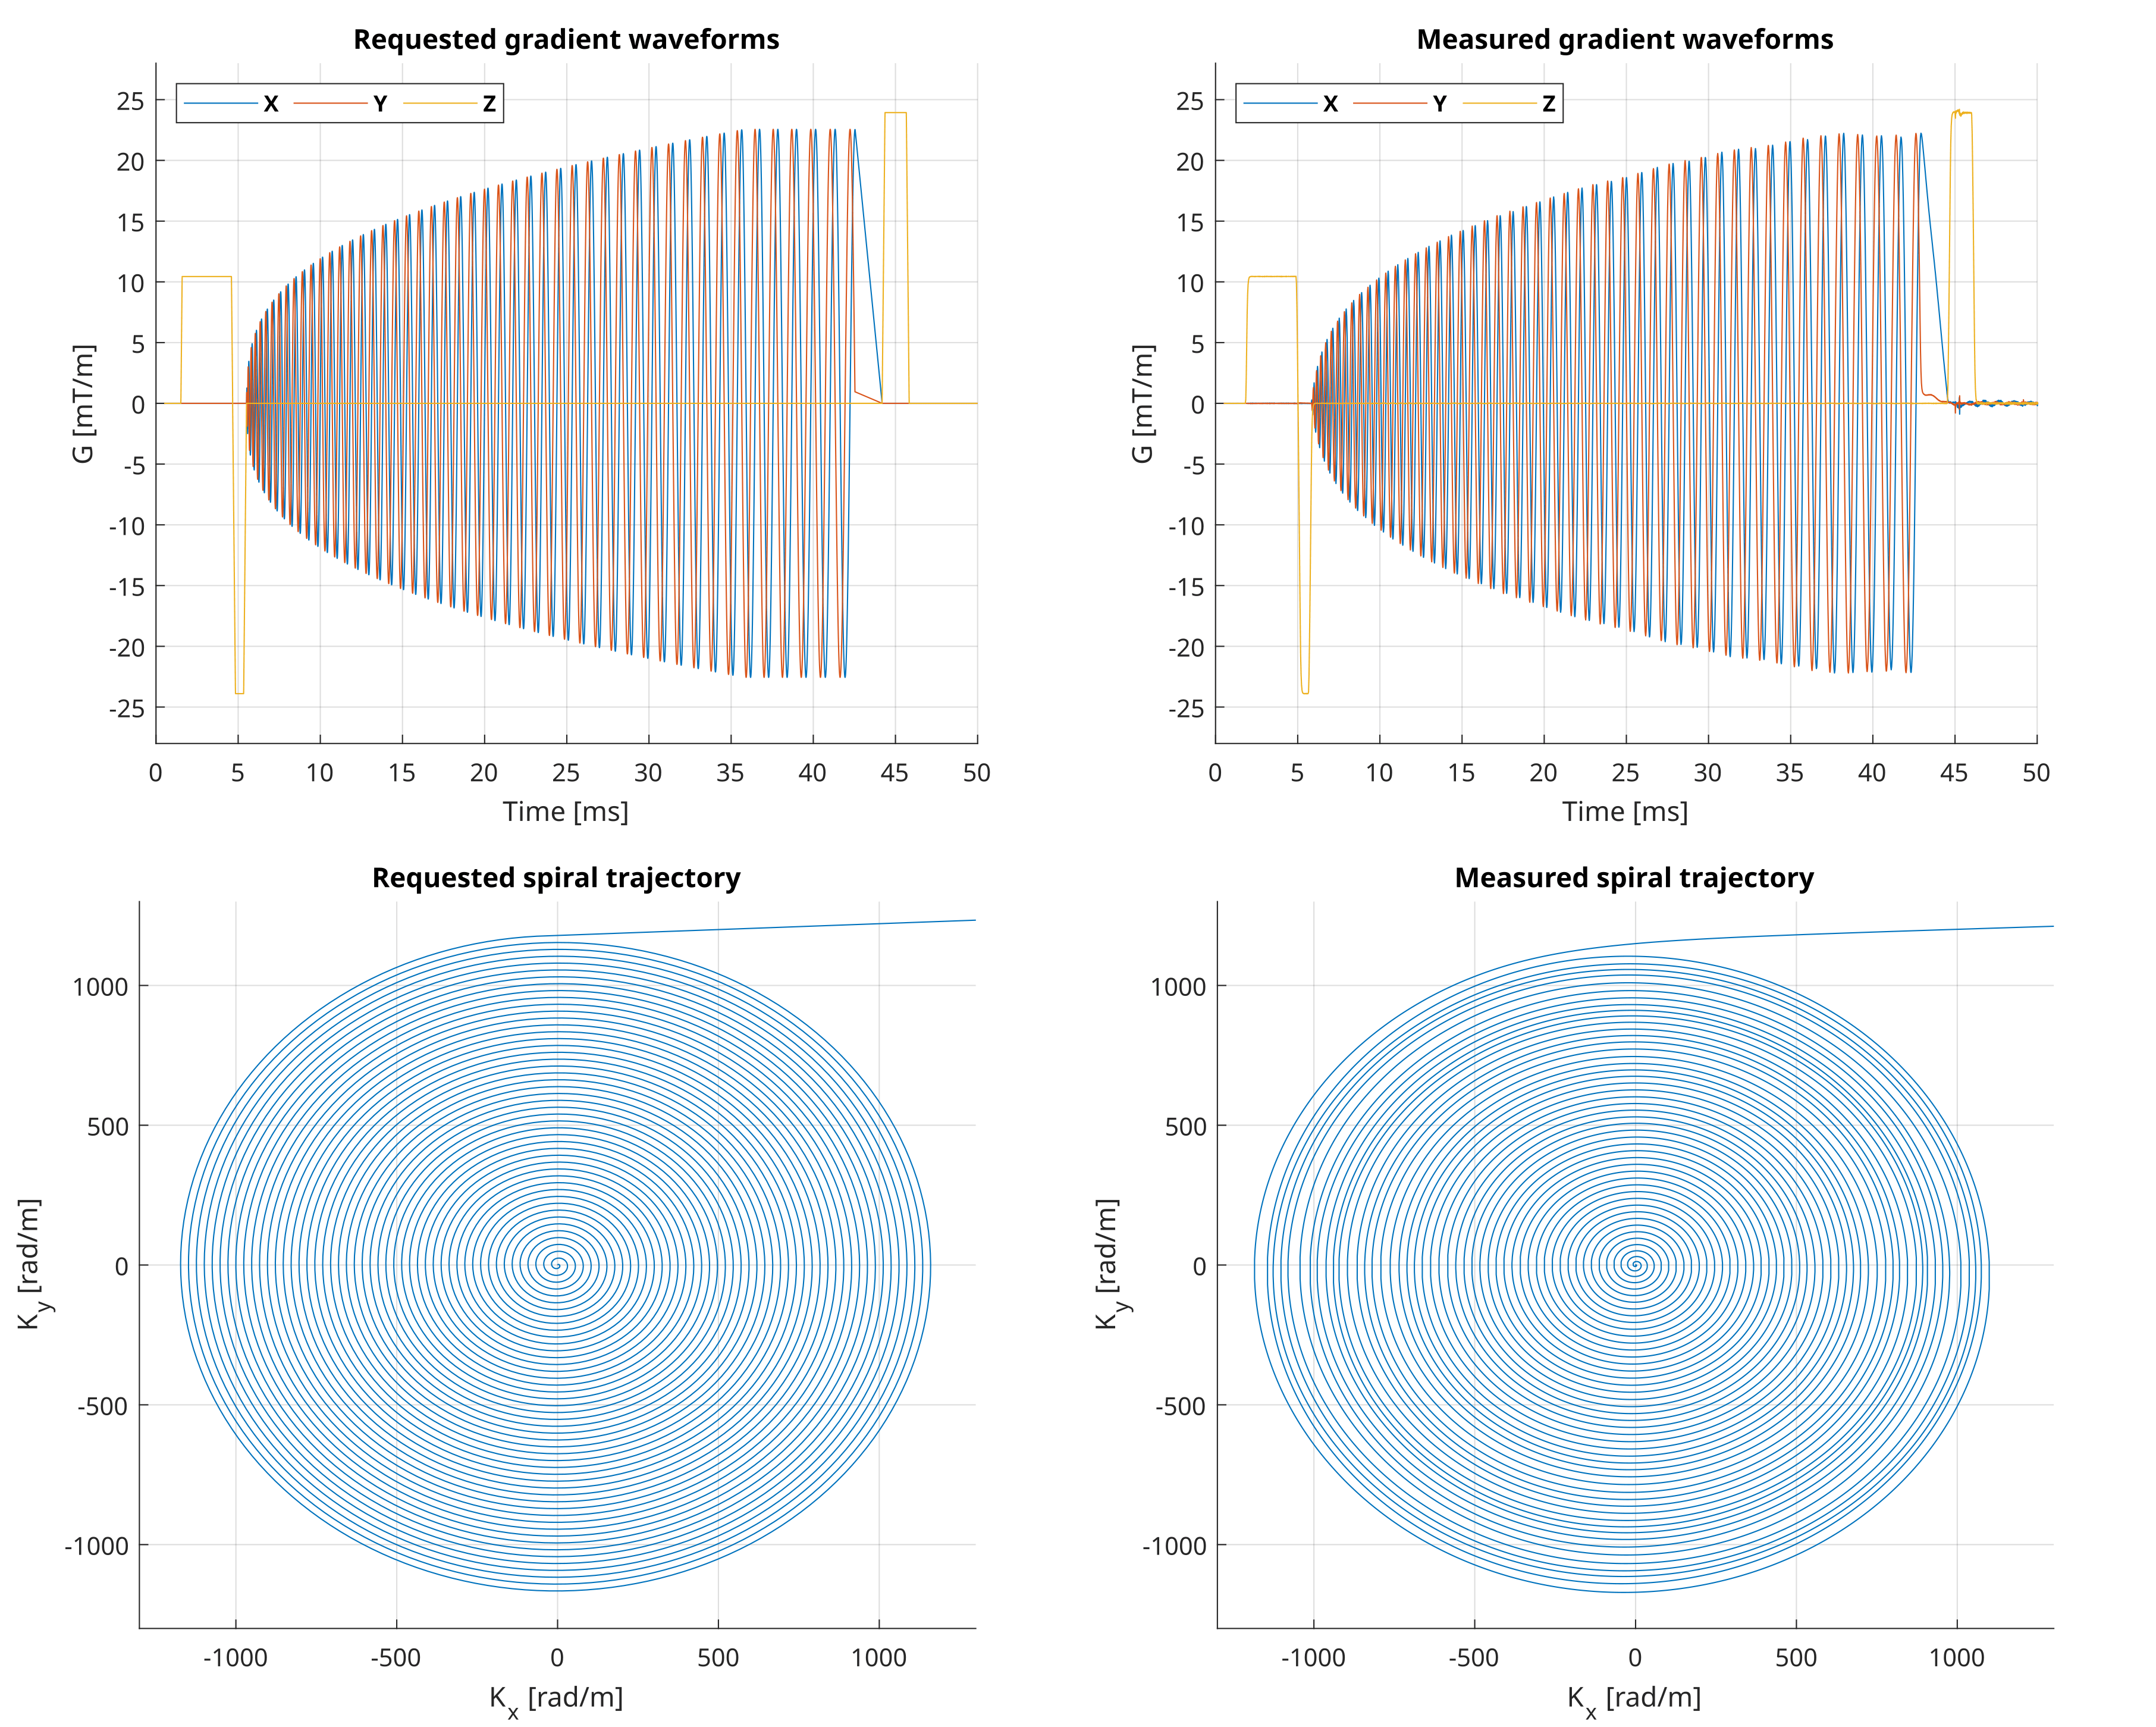 Requested gradient waveforms
X Y Z
25
20
15
10
5
0
-5
-10
-15
-20
-25
G [mT/m]
0 5 10 15 20 25 30 35 40 45 50
Time [ms]
Measured gradient waveforms
X Y Z
25
20
15
10
5
0
-5
-10
-15
-20
-25
G [mT/m]
0 5 10 15 20 25 30 35 40 45 50
Time [ms]
Requested spiral trajectory
1000
500
0
-500
-1000
Ky [rad/m]
-1000 -500 0 500 1000
Kx [rad/m]
Measured spiral trajectory
1000
500
0
-500
-1000
Ky [rad/m]
-1000 -500 0 500 1000
Kx [rad/m]